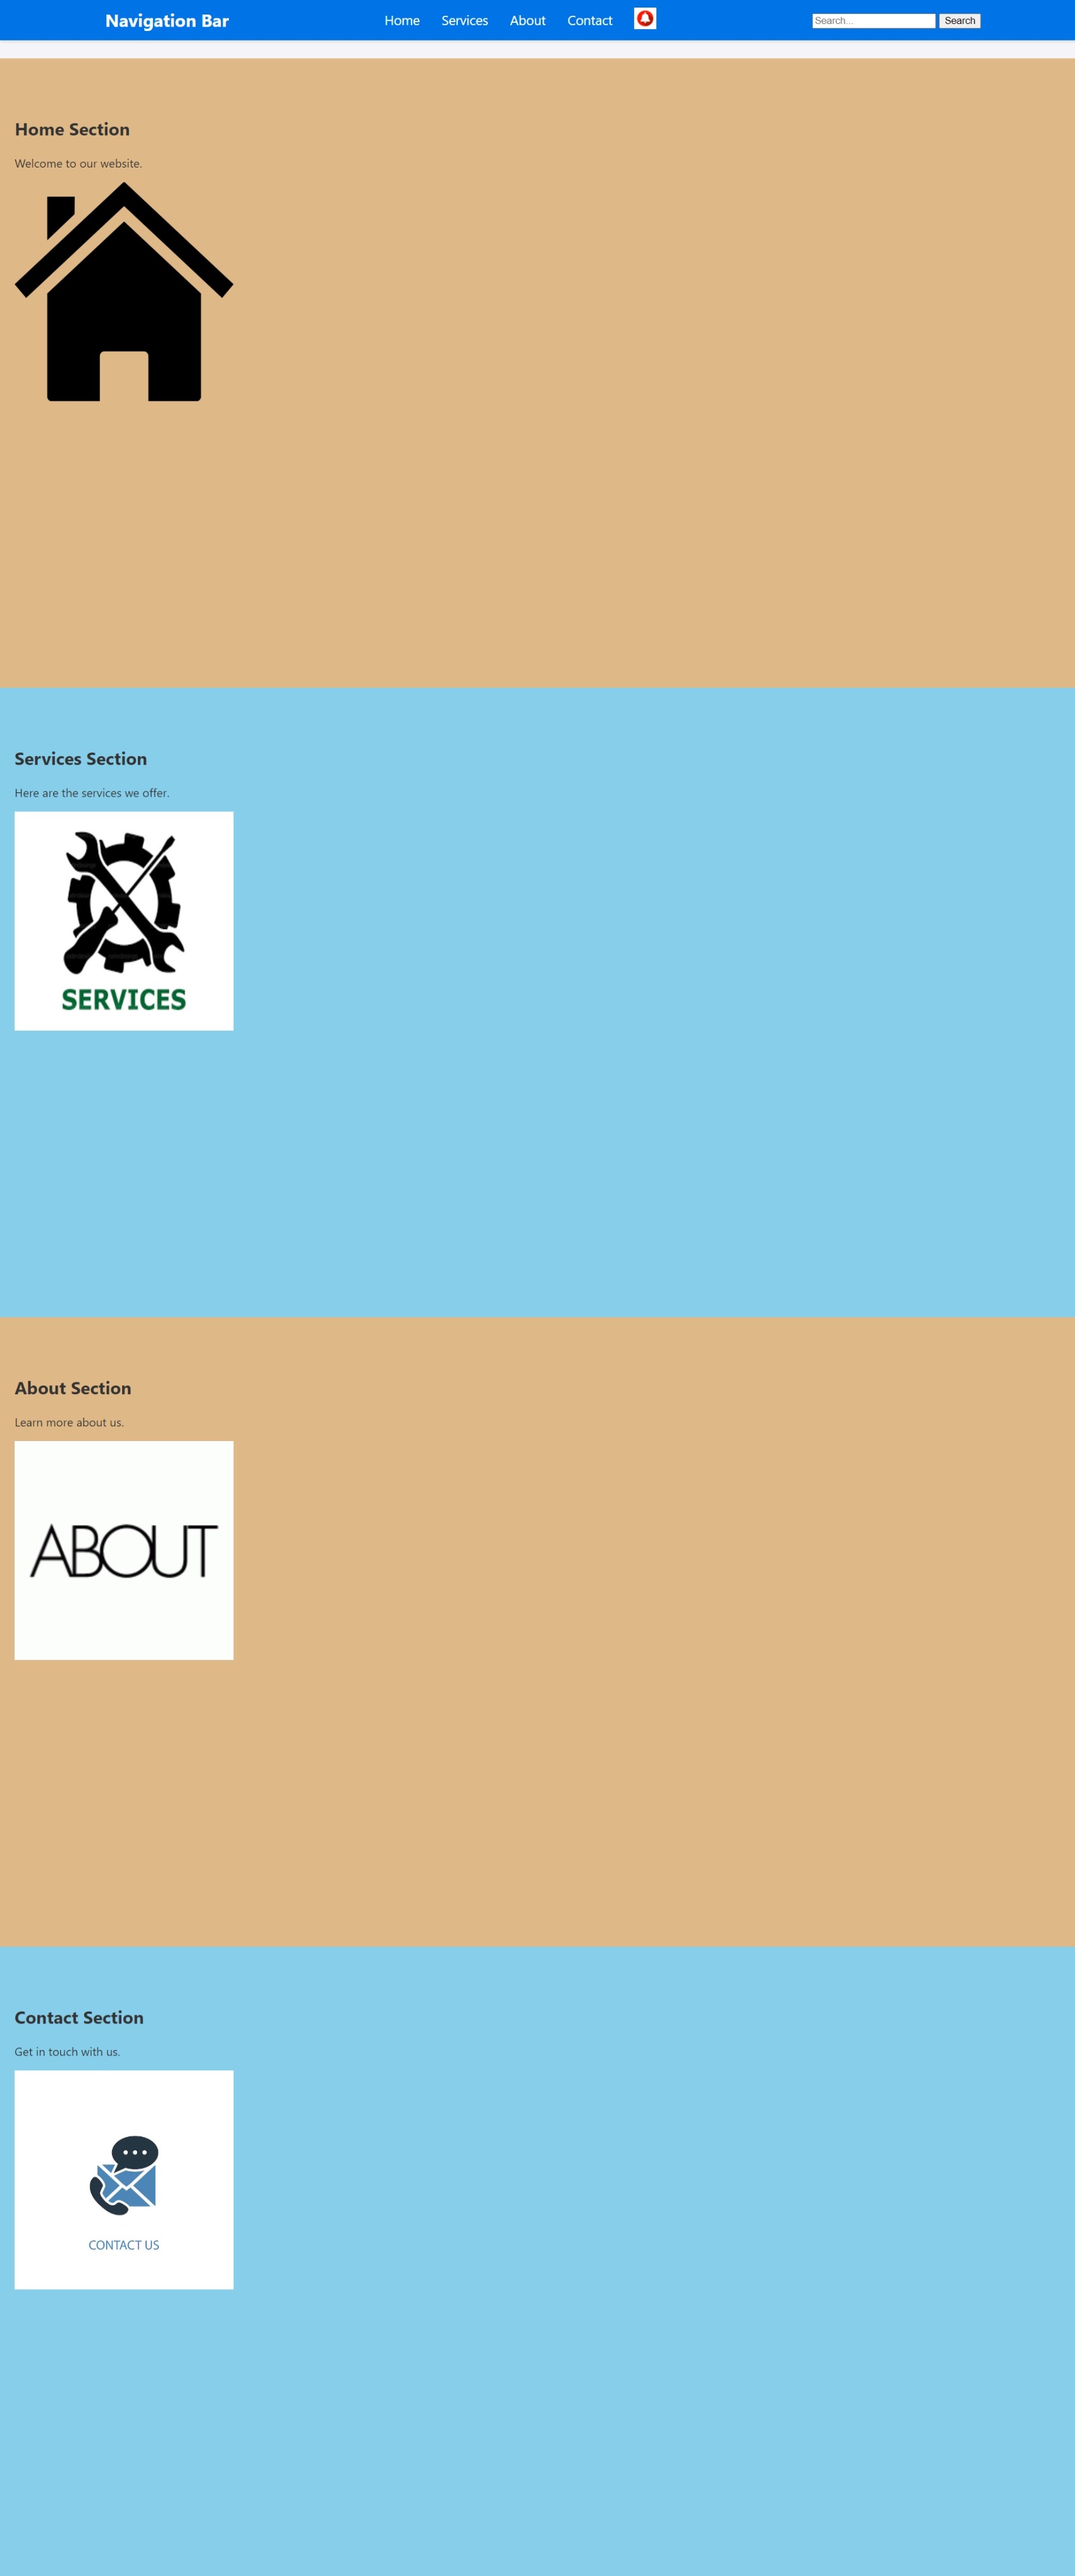 Navigation Bar
Home
Services
About
Contact
Search...
Search
Home Section
Welcome to our website.
Services Section
Here are the services we offer.
SERVICES
About Section
Learn more about us.
ABOUT
Contact Section
Get in touch with us.
CONTACT US